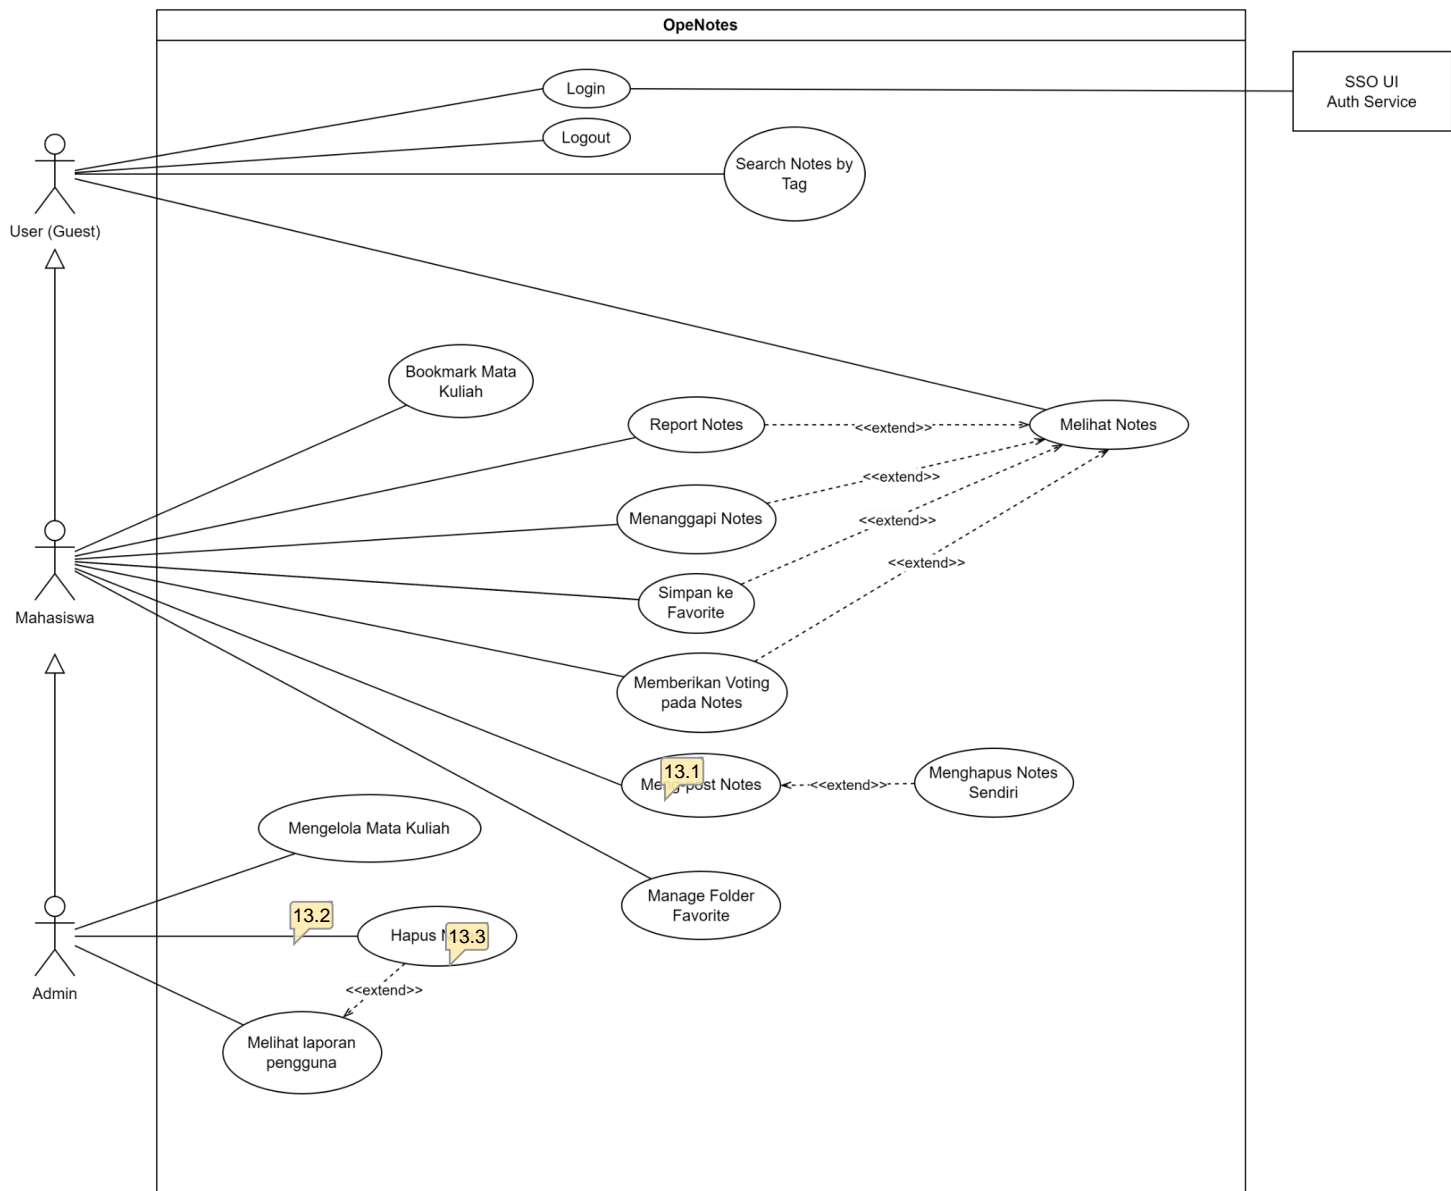 OpeNotes
Login
SSO UI
Auth Service
Logout
Search Notes by
Tag
User (Guest)
Bookmark Mata
Kuliah
Report Notes
<<extend>>
Melihat Notes
<<extend>>
Menanggapi Notes
<<extend>>
<<extend>>
Simpan ke
Favorite
Mahasiswa
Memberikan Voting
pada Notes
13.1
post Notes
<<extend>>
Menghapus Notes
Sendiri
Mengelola Mata Kuliah
Manage Folder
Favorite
13.2
Hapus
13.3
<<extend>>
Admin
Melihat laporan
pengguna